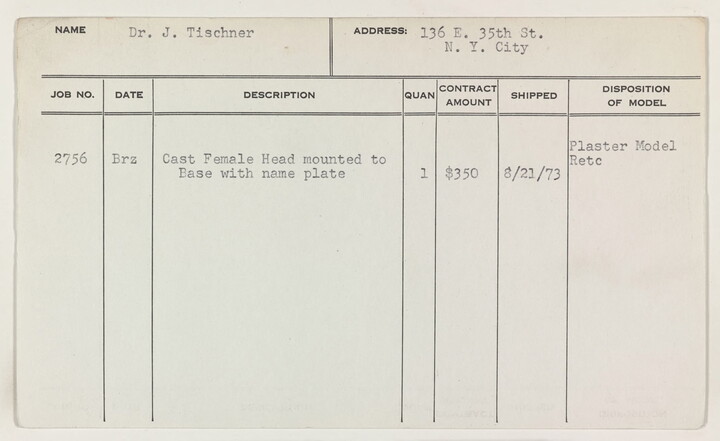 NAME Dr. J. Tischner ADDRESS: 136 E. 35th St.
N. Y. City
JOB NO. DATE DESCRIPTION QUAN CONTRACT AMOUNT SHIPPED DISPOSITION OF MODEL
Plaster Model
2756 Brz Cast Female Head mounted to Retc
Base with name plate 1 $350 8/21/73